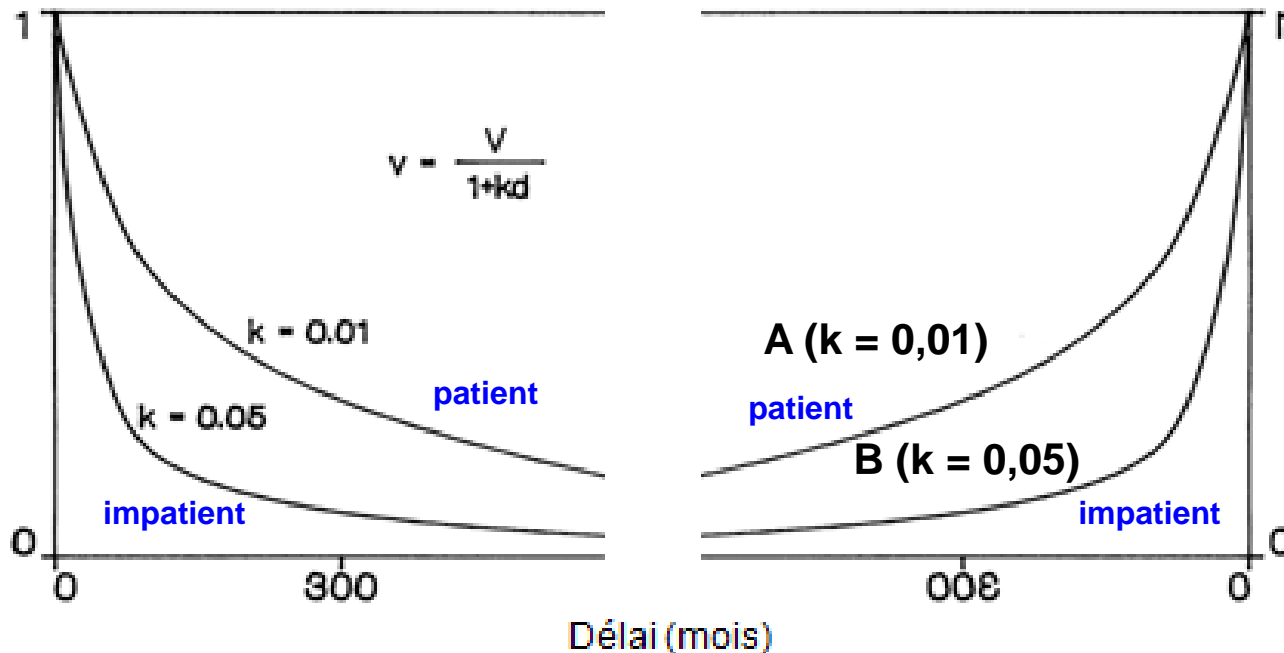 1
v = V
1+kd
k = 0.01
patient
k = 0.05
impatient
0
0 300
A (k = 0,01)
patient
B (k = 0,05)
impatient
300 0
Délai (mois)